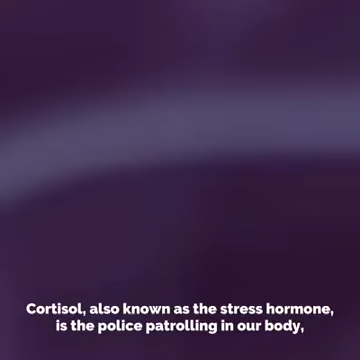 Cortisol, also known as the stress hormone,
is the police patrolling in our body,